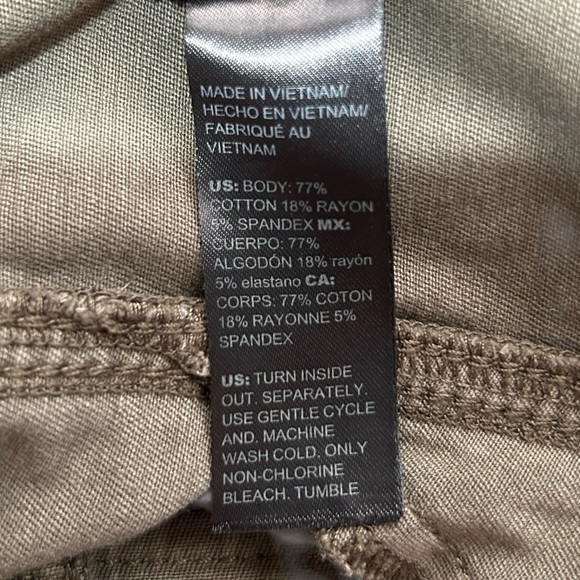 MADE IN VIETNAM/
HECHO EN VIETNAM/
FABRIQUÉ AU
VIETNAM
US: BODY: 77%
COTTON 18% RAYON
5% SPANDEX MX:
CUERPO: 77%
ALGODÓN 18% rayón
5% elastano CA:
CORPS: 77% COTON
18% RAYONNE 5%
SPANDEX
US: TURN INSIDE
OUT. SEPARATELY.
USE GENTLE CYCLE
AND. MACHINE
WASH COLD. ONLY
NON-CHLORINE
BLEACH. TUMBLE